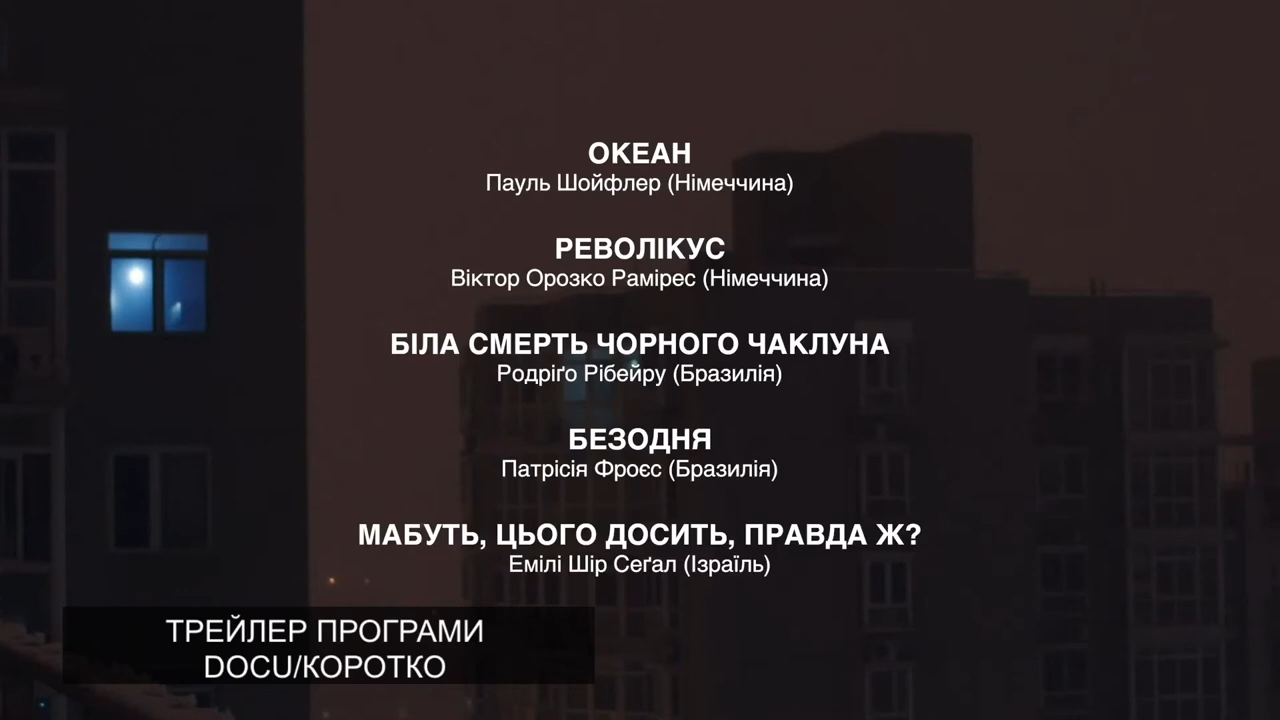 ОКЕАН
Пауль Шойфлер (Німеччина)
РЕВОЛІКУС
Віктор Орозко Рамірес (Німеччина)
БІЛА СМЕРТЬ ЧОРНОГО ЧАКЛУНА
Родріґо Рібейру (Бразилія)
БЕЗОДНЯ
Патрісія Фроєс (Бразилія)
МАБУТЬ, ЦЬОГО ДОСИТЬ, ПРАВДА Ж?
Емілі Шір Сеґал (Ізраїль)
ТРЕЙЛЕР ПРОГРАМИ
DOCU/КОРОТКО